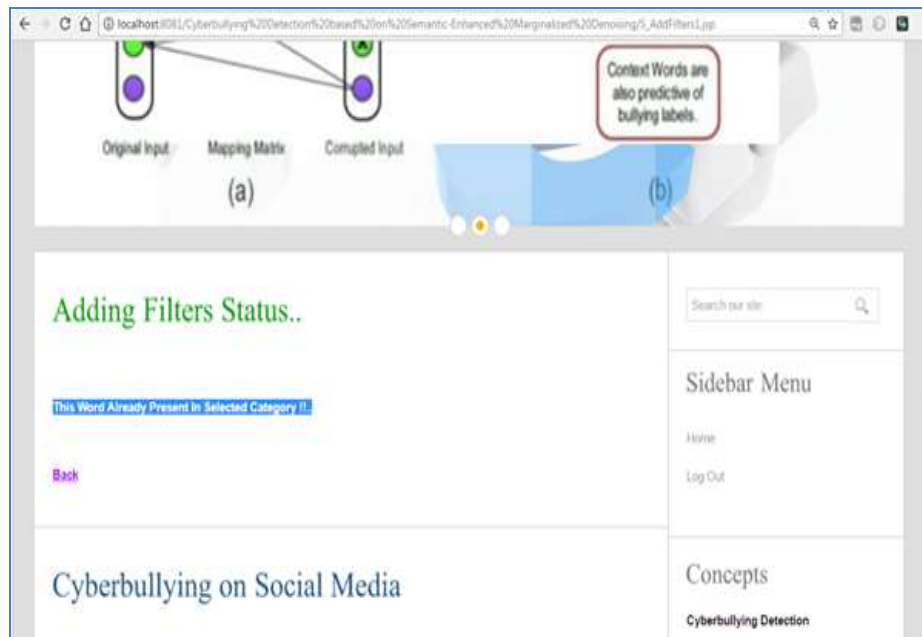 localhost:8081/Cyberbullying%20Detection%20based%20on%20Semantic-Enhanced%20Marginalized%20Denoising/S_AddFilters1.jsp
Context Words are
also predictive of
bullying labels.
Original Input
Mapping Matrix
Corrupted Input
(a)
(b)
Adding Filters Status..
This Word Already Present In Selected Category !!..
Back
Cyberbullying on Social Media
Search our site
Sidebar Menu
Home
Log Out
Concepts
Cyberbullying Detection